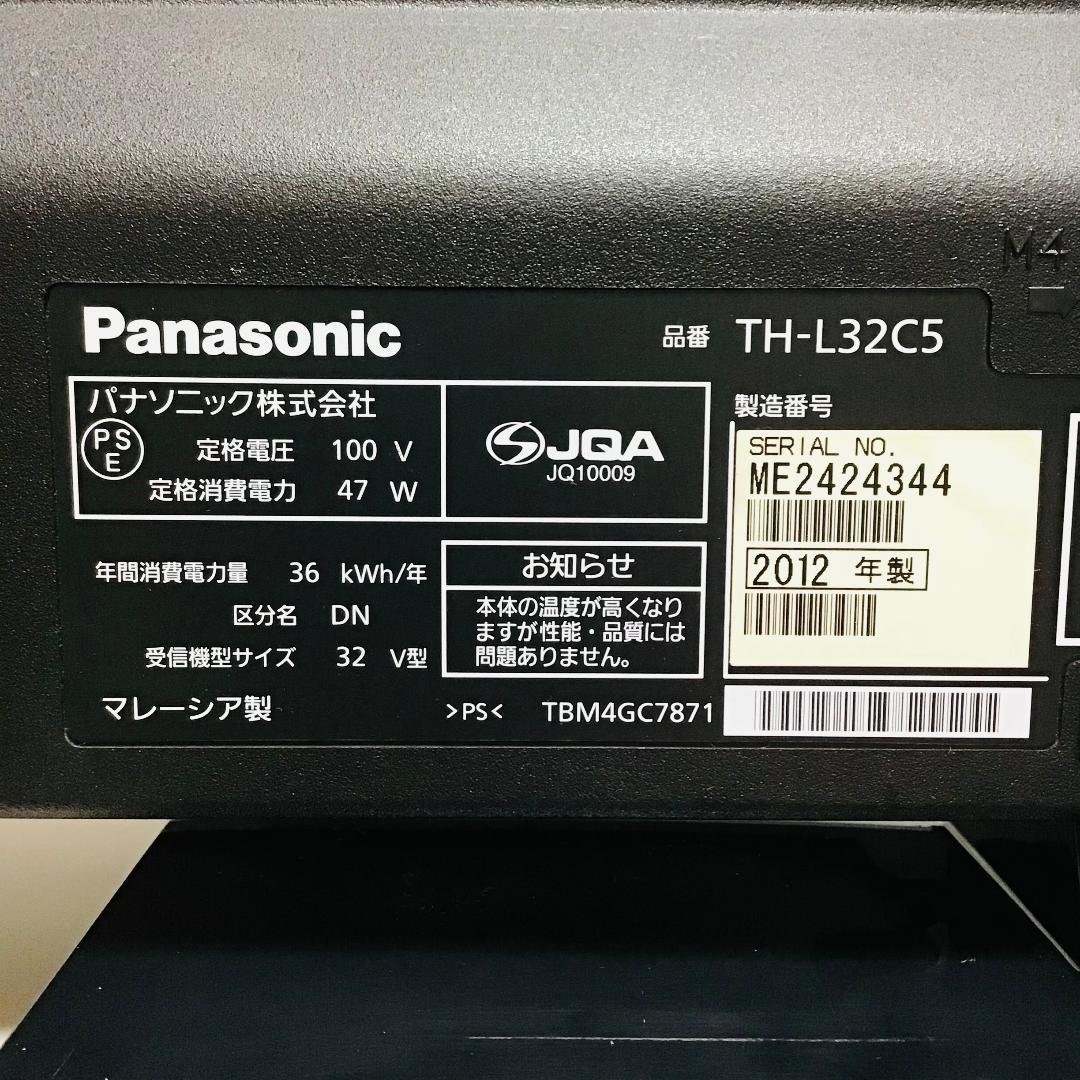 M4
Panasonic
品番 TH-L32C5
パナソニック株式会社
PSE
定格電圧 100 V
定格消費電力 47 W
JQA
JQ10009
製造番号
SERIAL NO.
ME2424344
2012 年製
年間消費電力量 36 kWh/年
区分名 DN
受信機型サイズ 32 V型
お知らせ
本体の温度が高くなり
ますが性能・品質には
問題ありません。
マレーシア製
>PS< TBM4GC7871